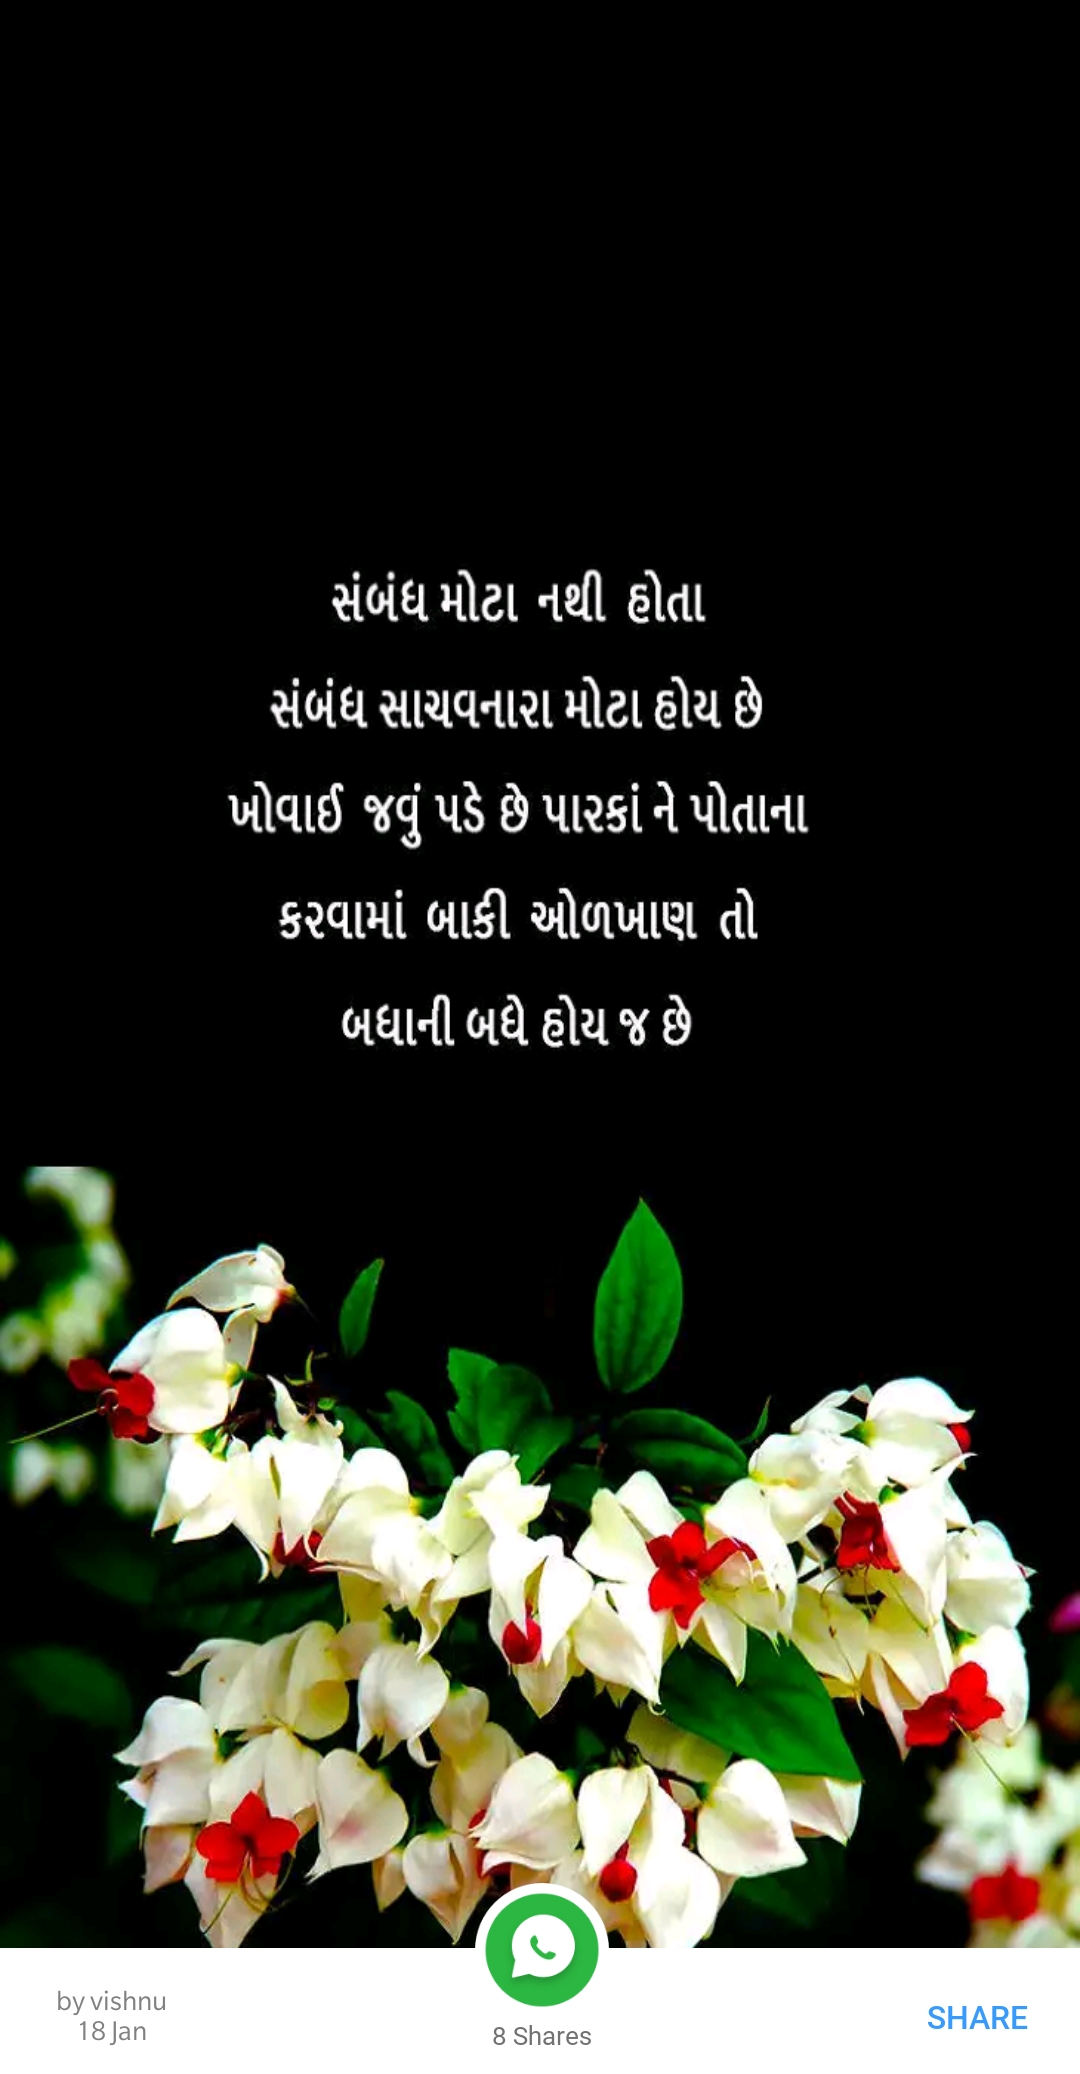 સંબંધ મોટા નથી હોતા
સંબંધ સાચવનારા મોટા હોય છે
ખોવાઈ જવું પડે છે પારકાં ને પોતાના
કરવામાં બાકી ઓળખાણ તો
બધાની બધે હોય જ છે
by vishnu
18 Jan
8 Shares
SHARE